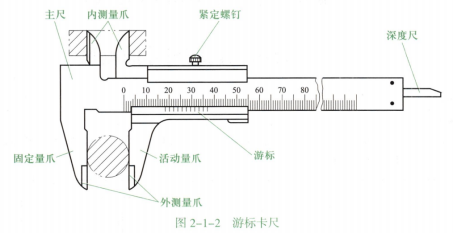 主尺 内测量爪 紧定螺钉
深度尺
0 10 20 30 40 50 60 70 80
固定量爪 活动量爪 游标
外测量爪
图 2-1-2 游标卡尺